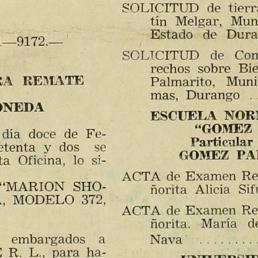 .—9172.—
RA REMATE
ONEDA
día doce de Fe-
etenta y dos se
ta Oficina, lo si-
"MARION SHO-
., MODELO 372,
embargados a
E R. L., para ha-
SOLICITUD de tierra
tín Melgar, Mun
Estado de Dura
SOLICITUD de Con
rechos sobre Bie
Palmarito, Muni
mas, Durango
ESCUELA NORM
"GOMEZ
Particular
GOMEZ PAL
ACTA de Examen Re
ñorita Alicia Sifu
ACTA de Examen Re
ñorita. María de
Nava ........